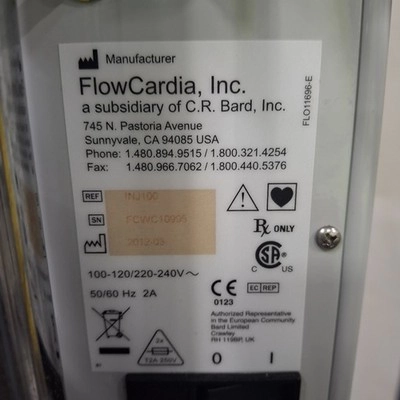 Manufacturer
FlowCardia, Inc.
a subsidiary of C.R. Bard, Inc.
745 N. Pastoria Avenue
Sunnyvale, CA 94085 USA
Phone: 1.480.894.9515 / 1.800.321.4254
Fax: 1.480.966.7062 / 1.800.440.5376
FLO11696-E
REF
SN
Rx ONLY
100-120/220-240V~
50/60 Hz 2A
C US
CE
0123
EC REP
Authorized Representative
in the European Community
Bard Limited
Crawley
RH 119BP, UK
2x
T2A 250V
O I